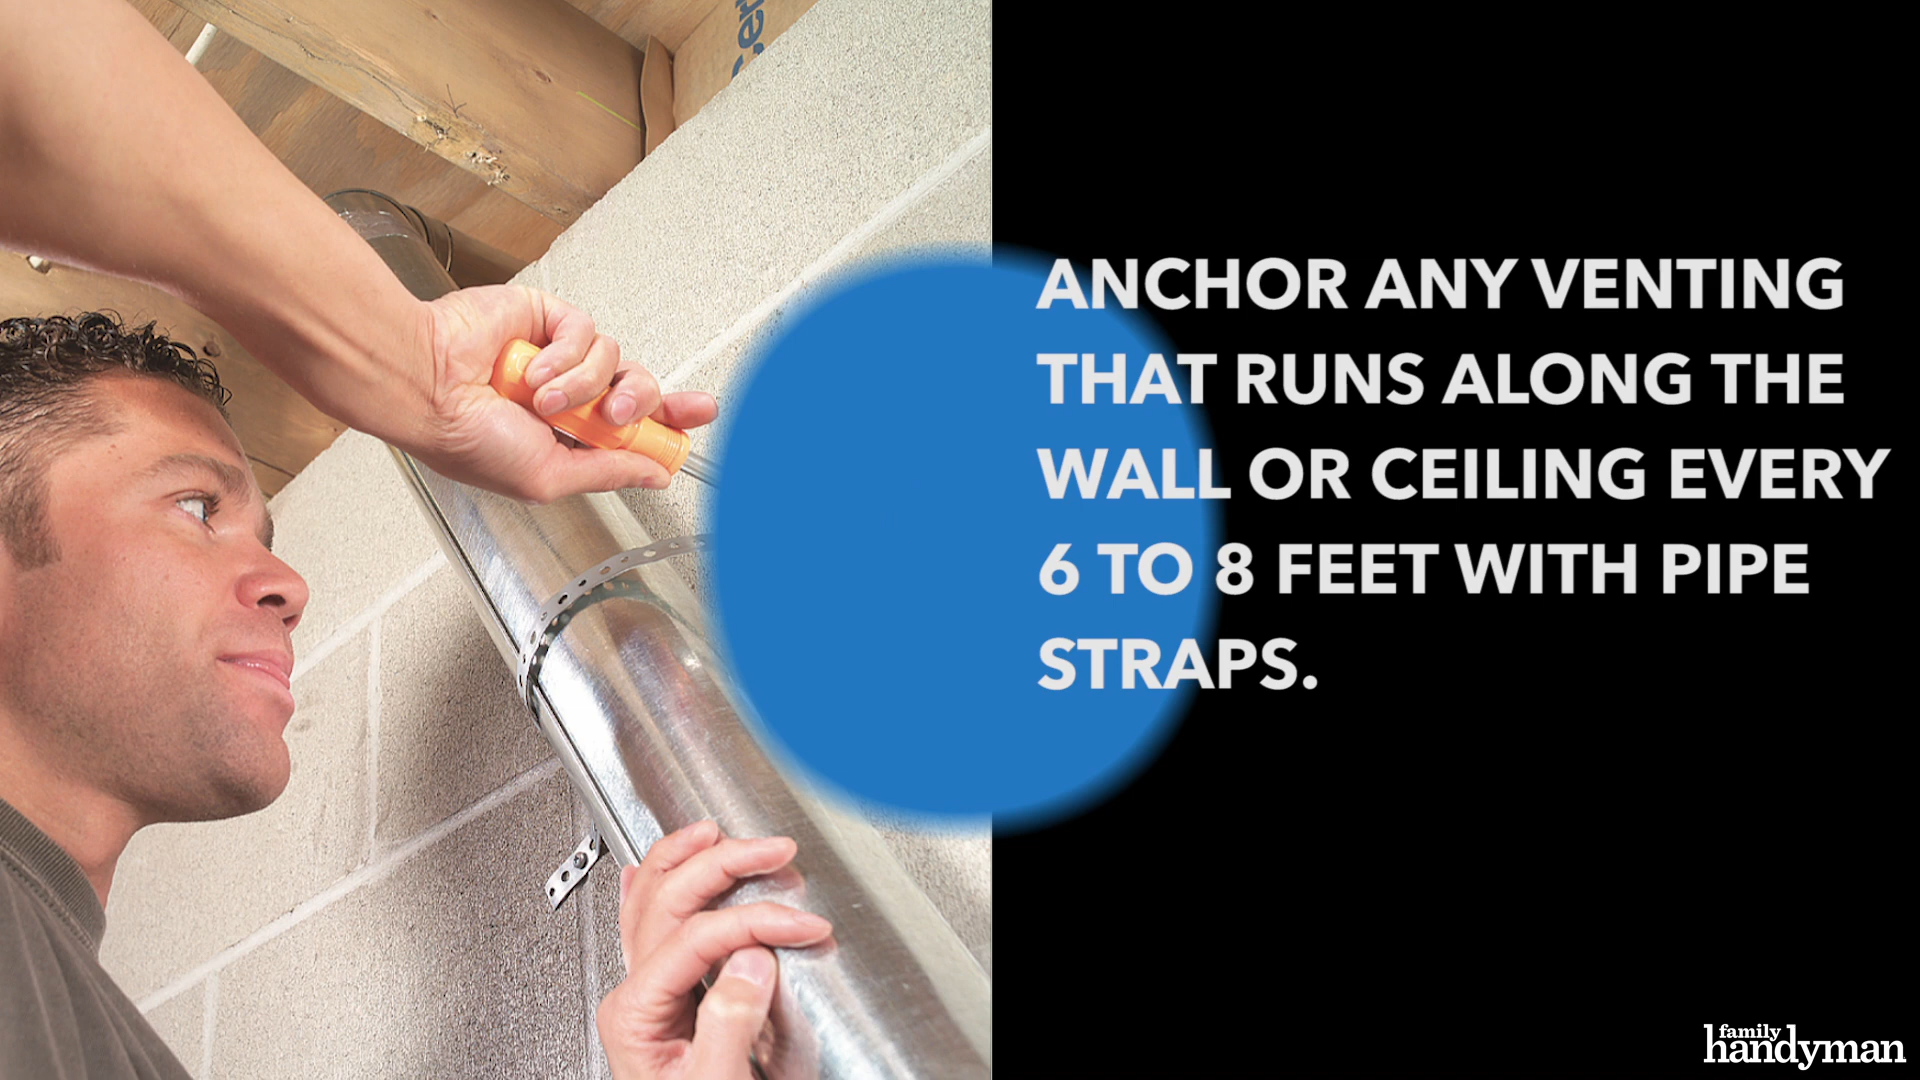 ANCHOR ANY VENTING
THAT RUNS ALONG THE
WALL OR CEILING EVERY
6 TO 8 FEET WITH PIPE
STRAPS.
family
handyman